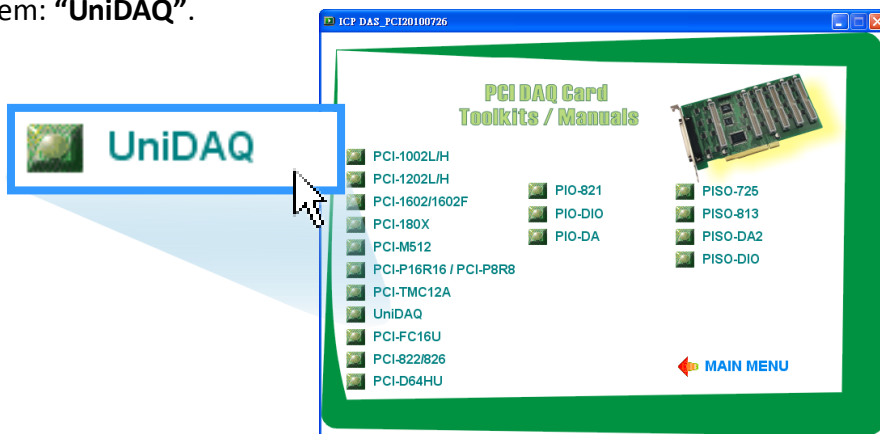 em: “UniDAQ”.
ICP DAS_PCI20100726
PCI DAQ Card
Toolkits / Manuals
UniDAQ
PCI-1002L/H
PCI-1202L/H
PCI-1602/1602F
PCI-180X
PCI-M512
PCI-P16R16 / PCI-P8R8
PCI-TMC12A
UniDAQ
PCI-FC16U
PCI-822/826
PCI-D64HU
PIO-821
PIO-DIO
PIO-DA
PISO-725
PISO-813
PISO-DA2
PISO-DIO
MAIN MENU